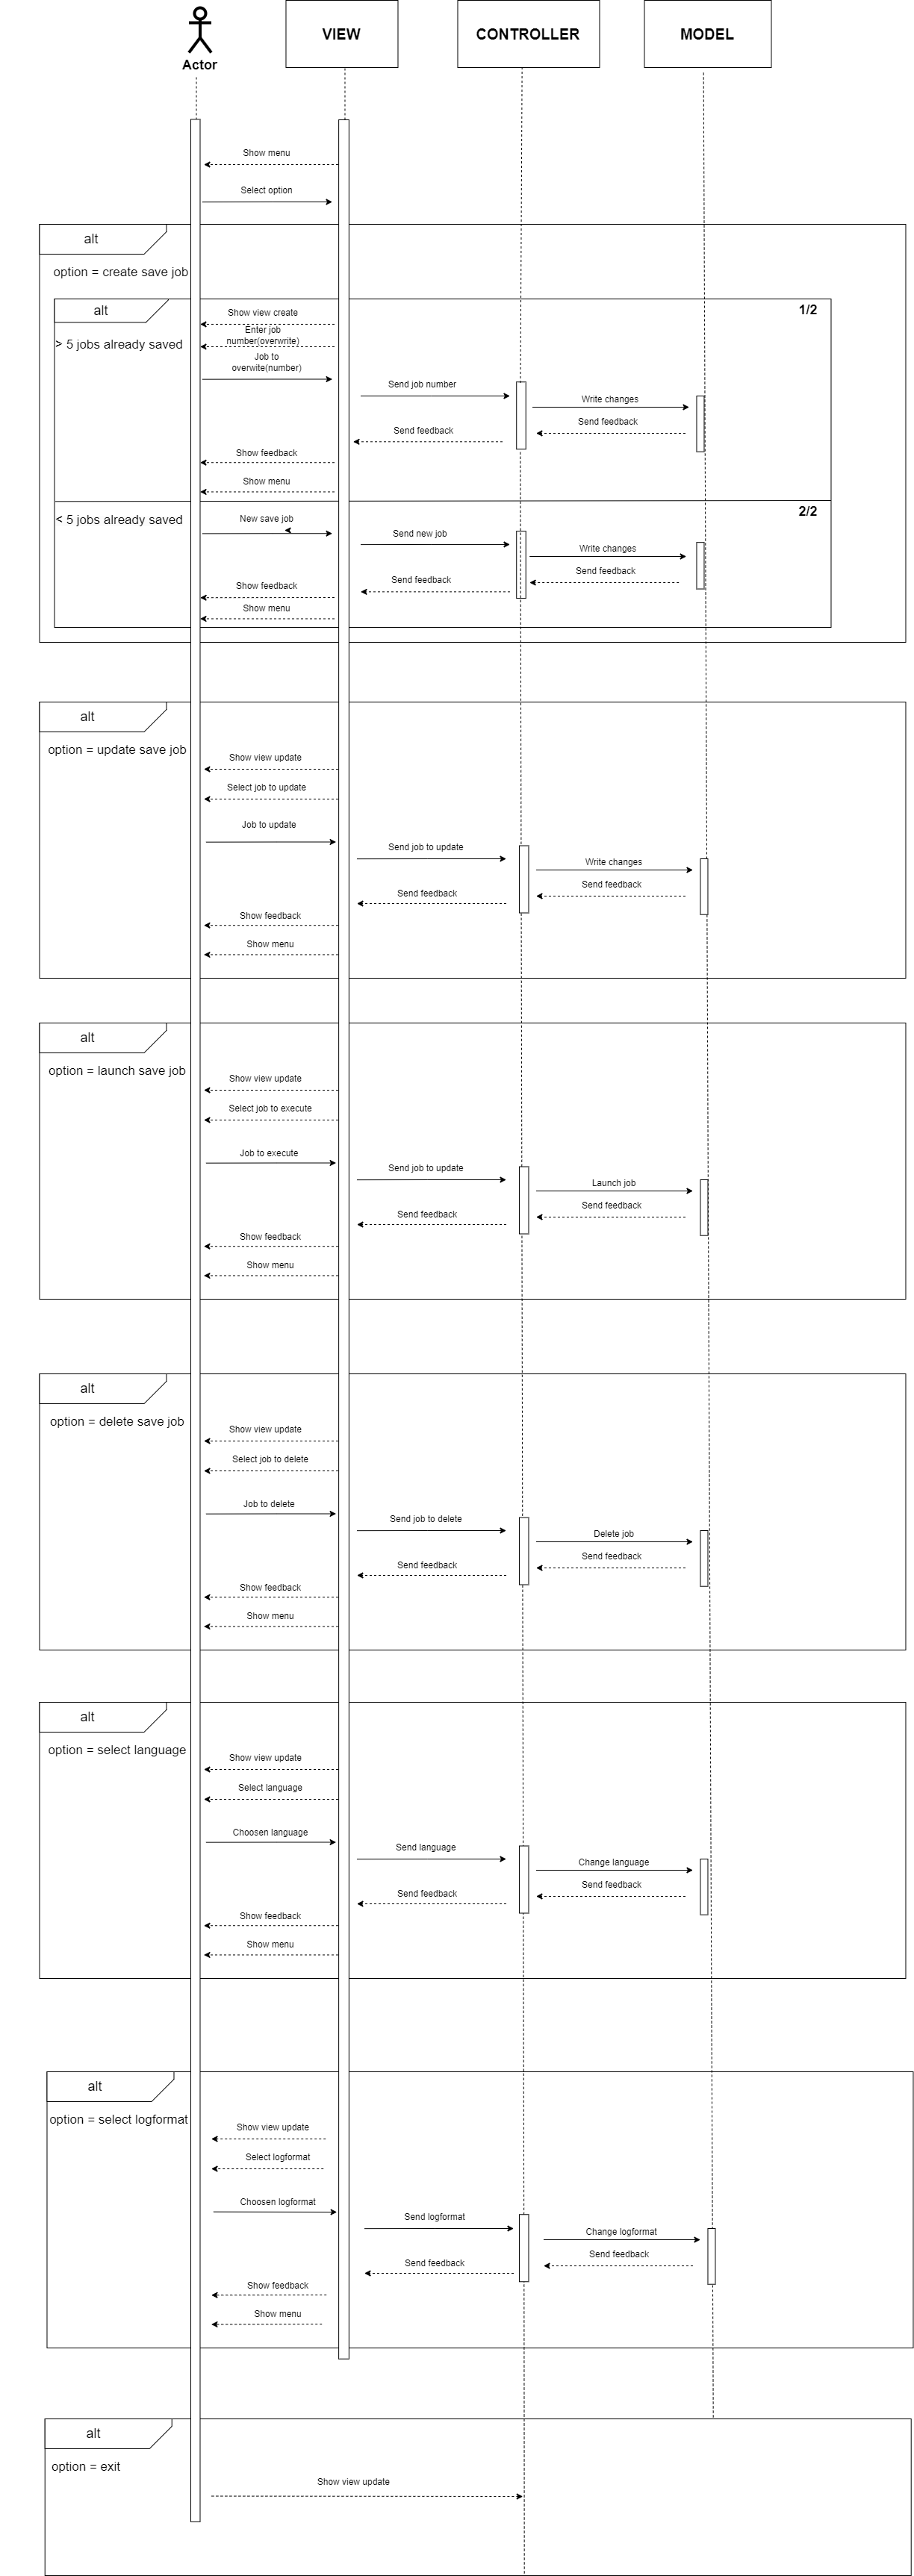 Actor
VIEW
CONTROLLER
MODEL
Show menu
Select option
alt
option = create save job
alt
1/2
Show view create
> 5 jobs already saved
Enter job
number(overwrite)
Job to
overwite(number)
Send job number
Write changes
Send feedback
Send feedback
Show feedback
Show menu
2/2
< 5 jobs already saved
New save job
Send new job
Write changes
Send feedback
Send feedback
Show feedback
Show menu
alt
option = update save job
Show view update
Select job to update
Job to update
Send job to update
Write changes
Send feedback
Send feedback
Show feedback
Show menu
alt
option = launch save job
Show view update
Select job to execute
Job to execute
Send job to update
Launch job
Send feedback
Send feedback
Show feedback
Show menu
alt
option = delete save job
Show view update
Select job to delete
Job to delete
Send job to delete
Delete job
Send feedback
Send feedback
Show feedback
Show menu
alt
option = select language
Show view update
Select language
Choosen language
Send language
Change language
Send feedback
Send feedback
Show feedback
Show menu
alt
option = select logformat
Show view update
Select logformat
Choosen logformat
Send logformat
Change logformat
Send feedback
Send feedback
Show feedback
Show menu
alt
option = exit
Show view update